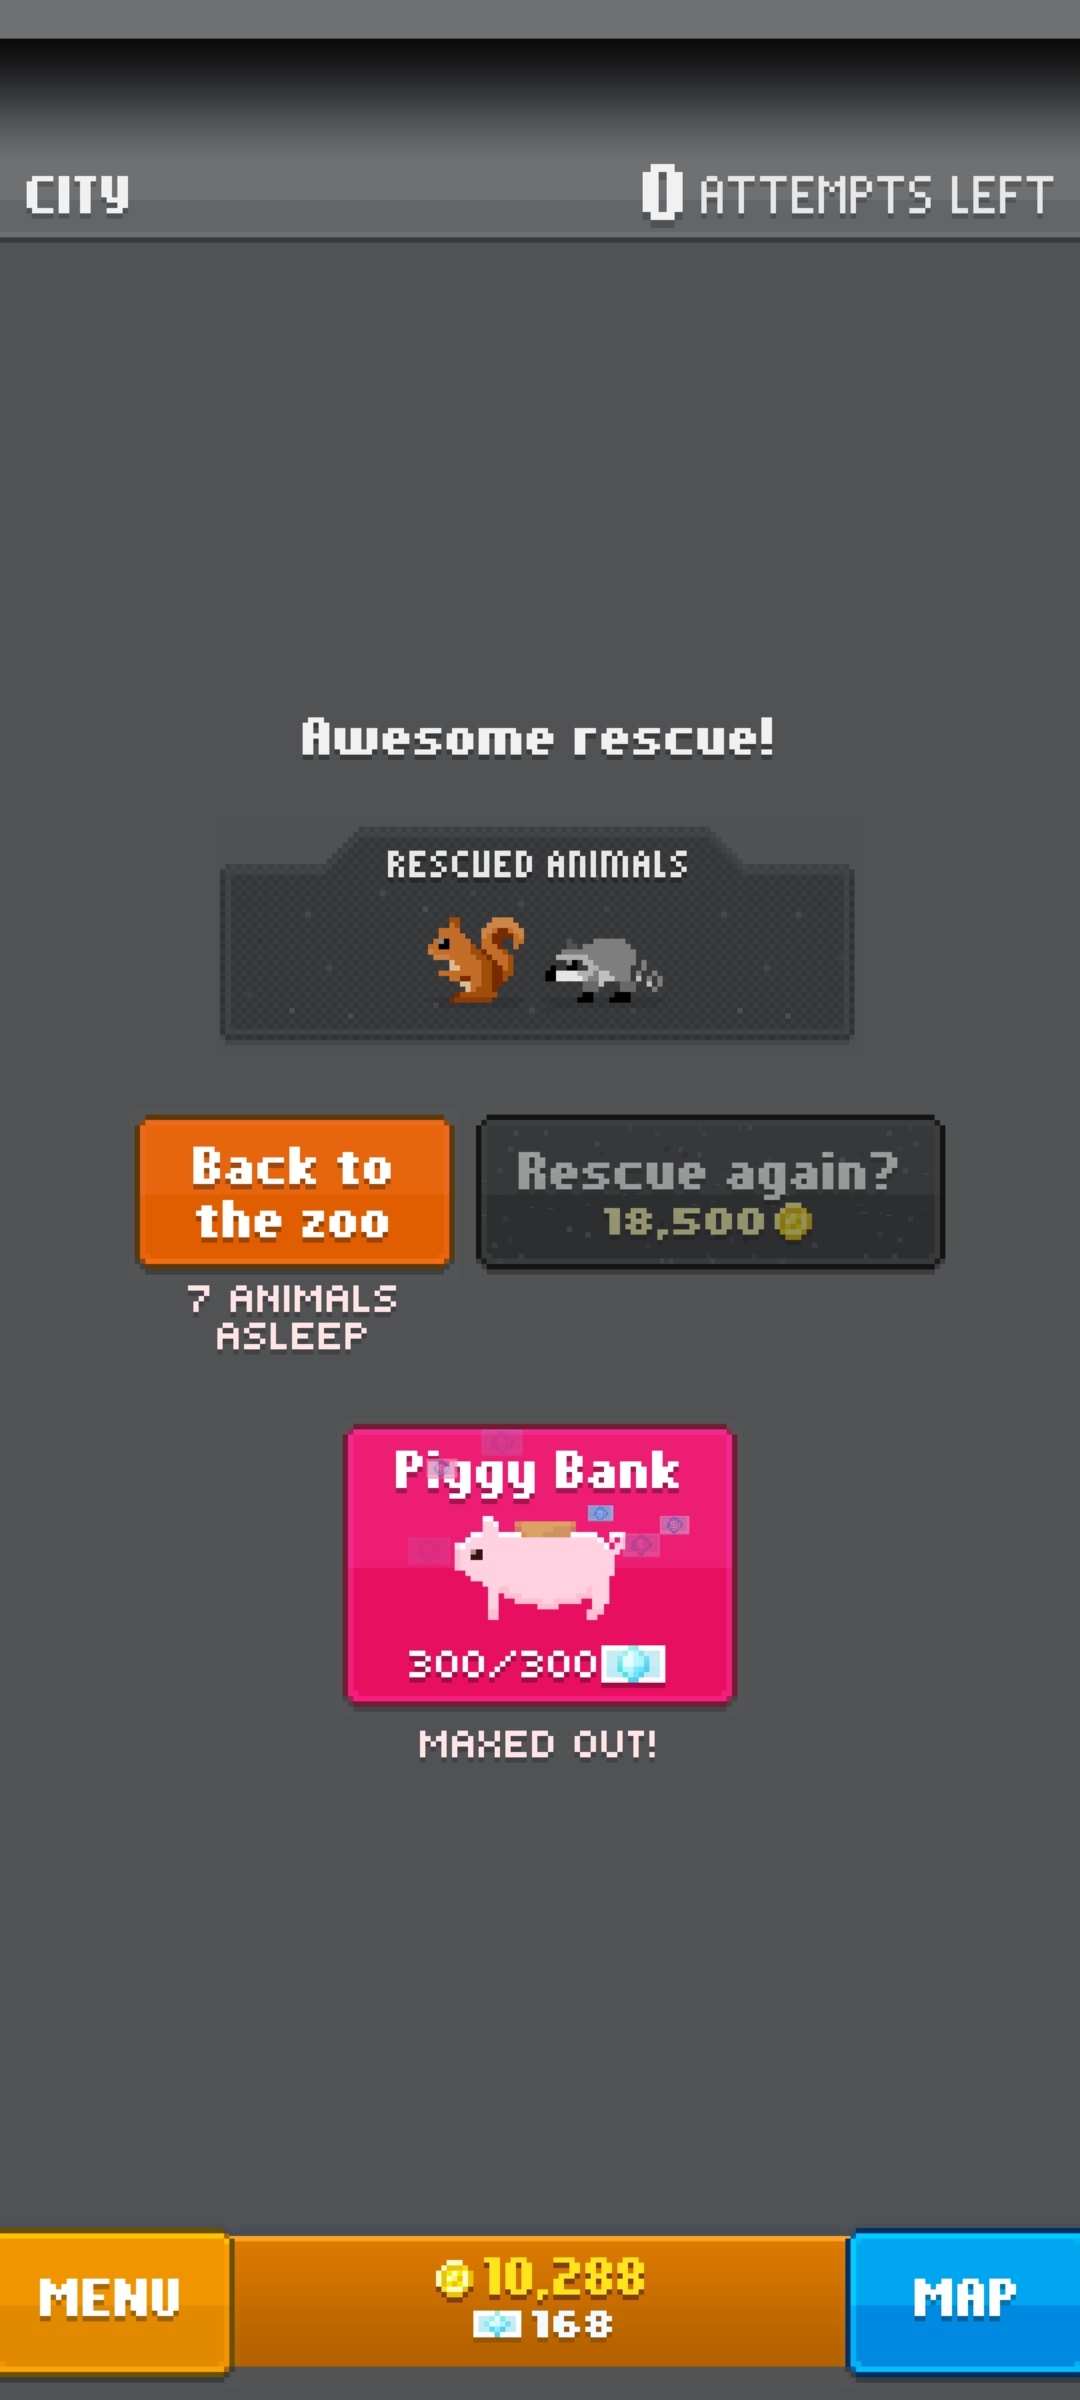 CITY
0 ATTEMPTS LEFT
Awesome rescue!
RESCUED ANIMALS
Back to
the zoo
Rescue again?
18,500
7 ANIMALS
ASLEEP
Piggy Bank
300/300
MAXED OUT!
MENU
10,288
168
MAP